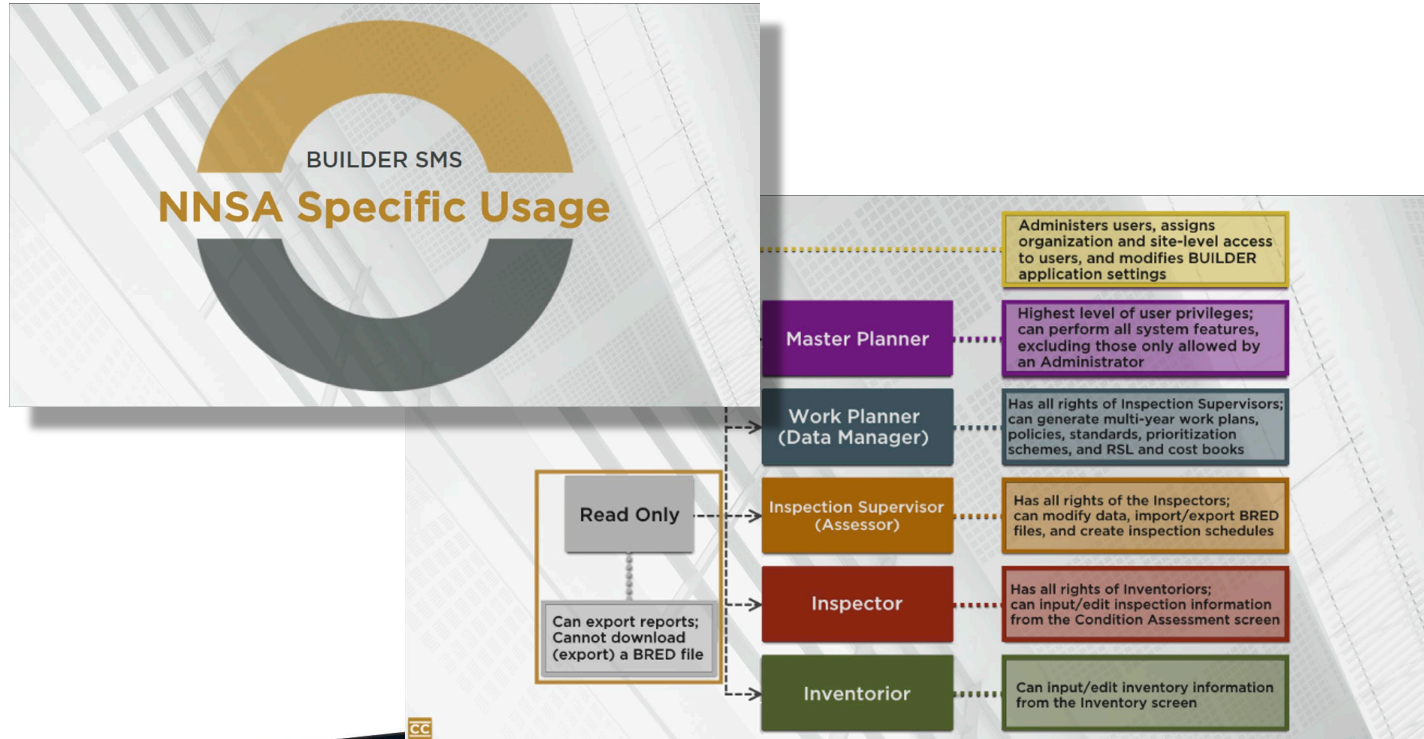 BUILDER SMS
NNSA Specific Usage
Administers users, assigns
organization and site-level access
to users, and modifies BUILDER
application settings
Master Planner
Highest level of user privileges;
can perform all system features,
excluding those only allowed by
an Administrator
Work Planner
(Data Manager)
Has all rights of Inspection Supervisors;
can generate multi-year work plans,
policies, standards, prioritization
schemes, and RSL and cost books
Read Only
Can export reports;
Cannot download
(export) a BRED file
Inspection Supervisor
(Assessor)
Has all rights of the Inspectors;
can modify data, import/export BRED
files, and create inspection schedules
Inspector
Has all rights of Inventoriors;
can input/edit inspection information
from the Condition Assessment screen
Inventorior
Can input/edit inventory information
from the Inventory screen
CC